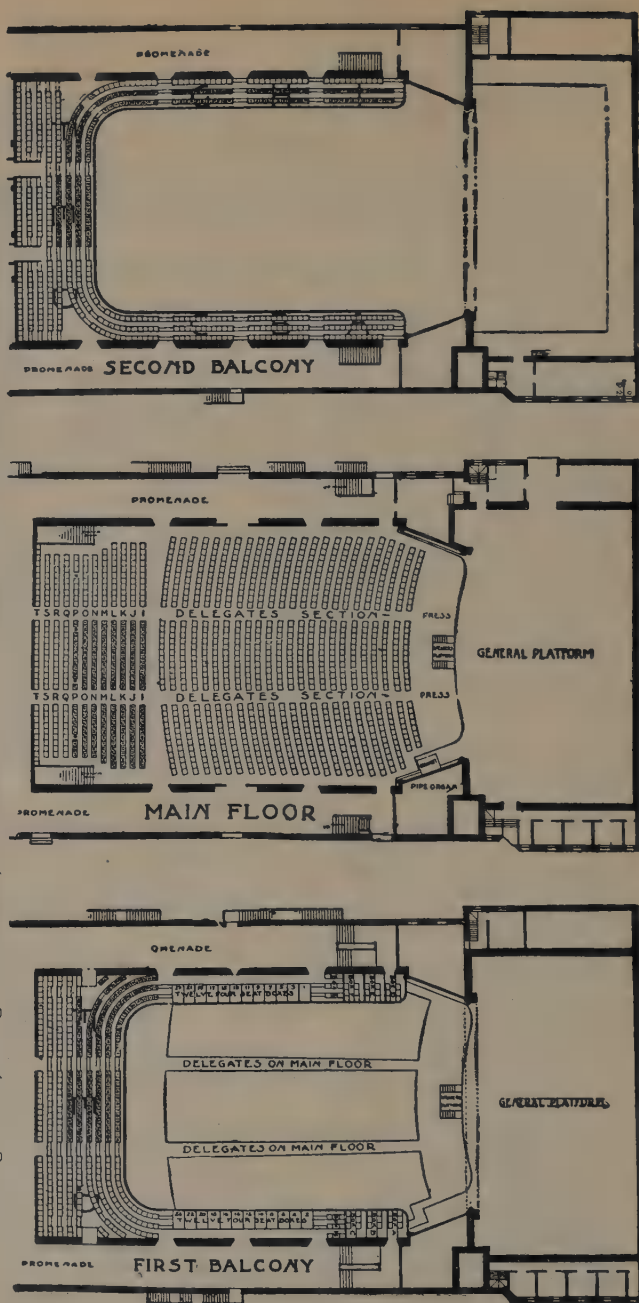 PROMENADE
PROMENADE SECOND BALCONY
PROMENADE
T S R Q P O N M L K J I
DELEGATES SECTION
PRESS
GENERAL PLATFORM
T S R Q P O N M L K J I
DELEGATES SECTION
PRESS
PIPE ORGAN
PROMENADE
MAIN FLOOR
OMENADE
TWELVE FOUR SEAT BOXES
DELEGATES ON MAIN FLOOR
GENERAL PLATFORM
DELEGATES ON MAIN FLOOR
TWELVE FOUR SEAT BOXES
PROMENADE
FIRST BALCONY